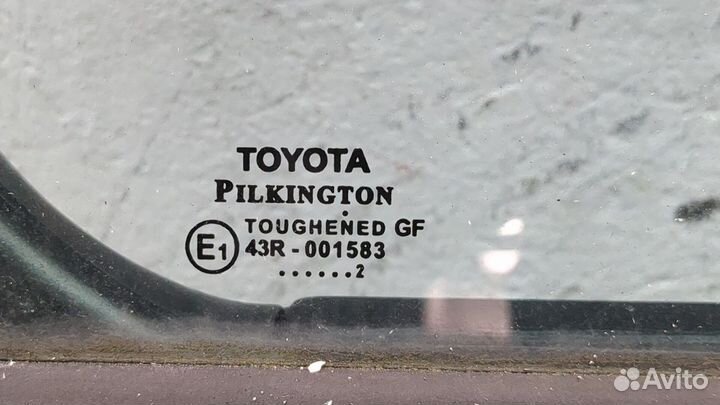 TOYOTA
PILKINGTON
TOUGHENED GF
E1 43R - 001583
. . . . . . 2
Avito